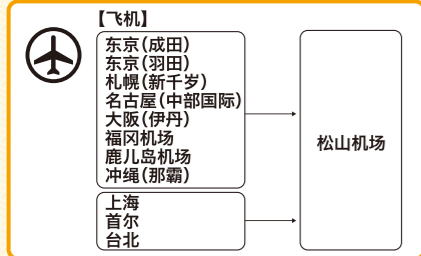 【飞机】
东京（成田）
东京（羽田）
札幌（新千岁）
名古屋（中部国际）
大阪（伊丹）
福冈机场
鹿儿岛机场
冲绳（那霸）
松山机场
上海
首尔
台北